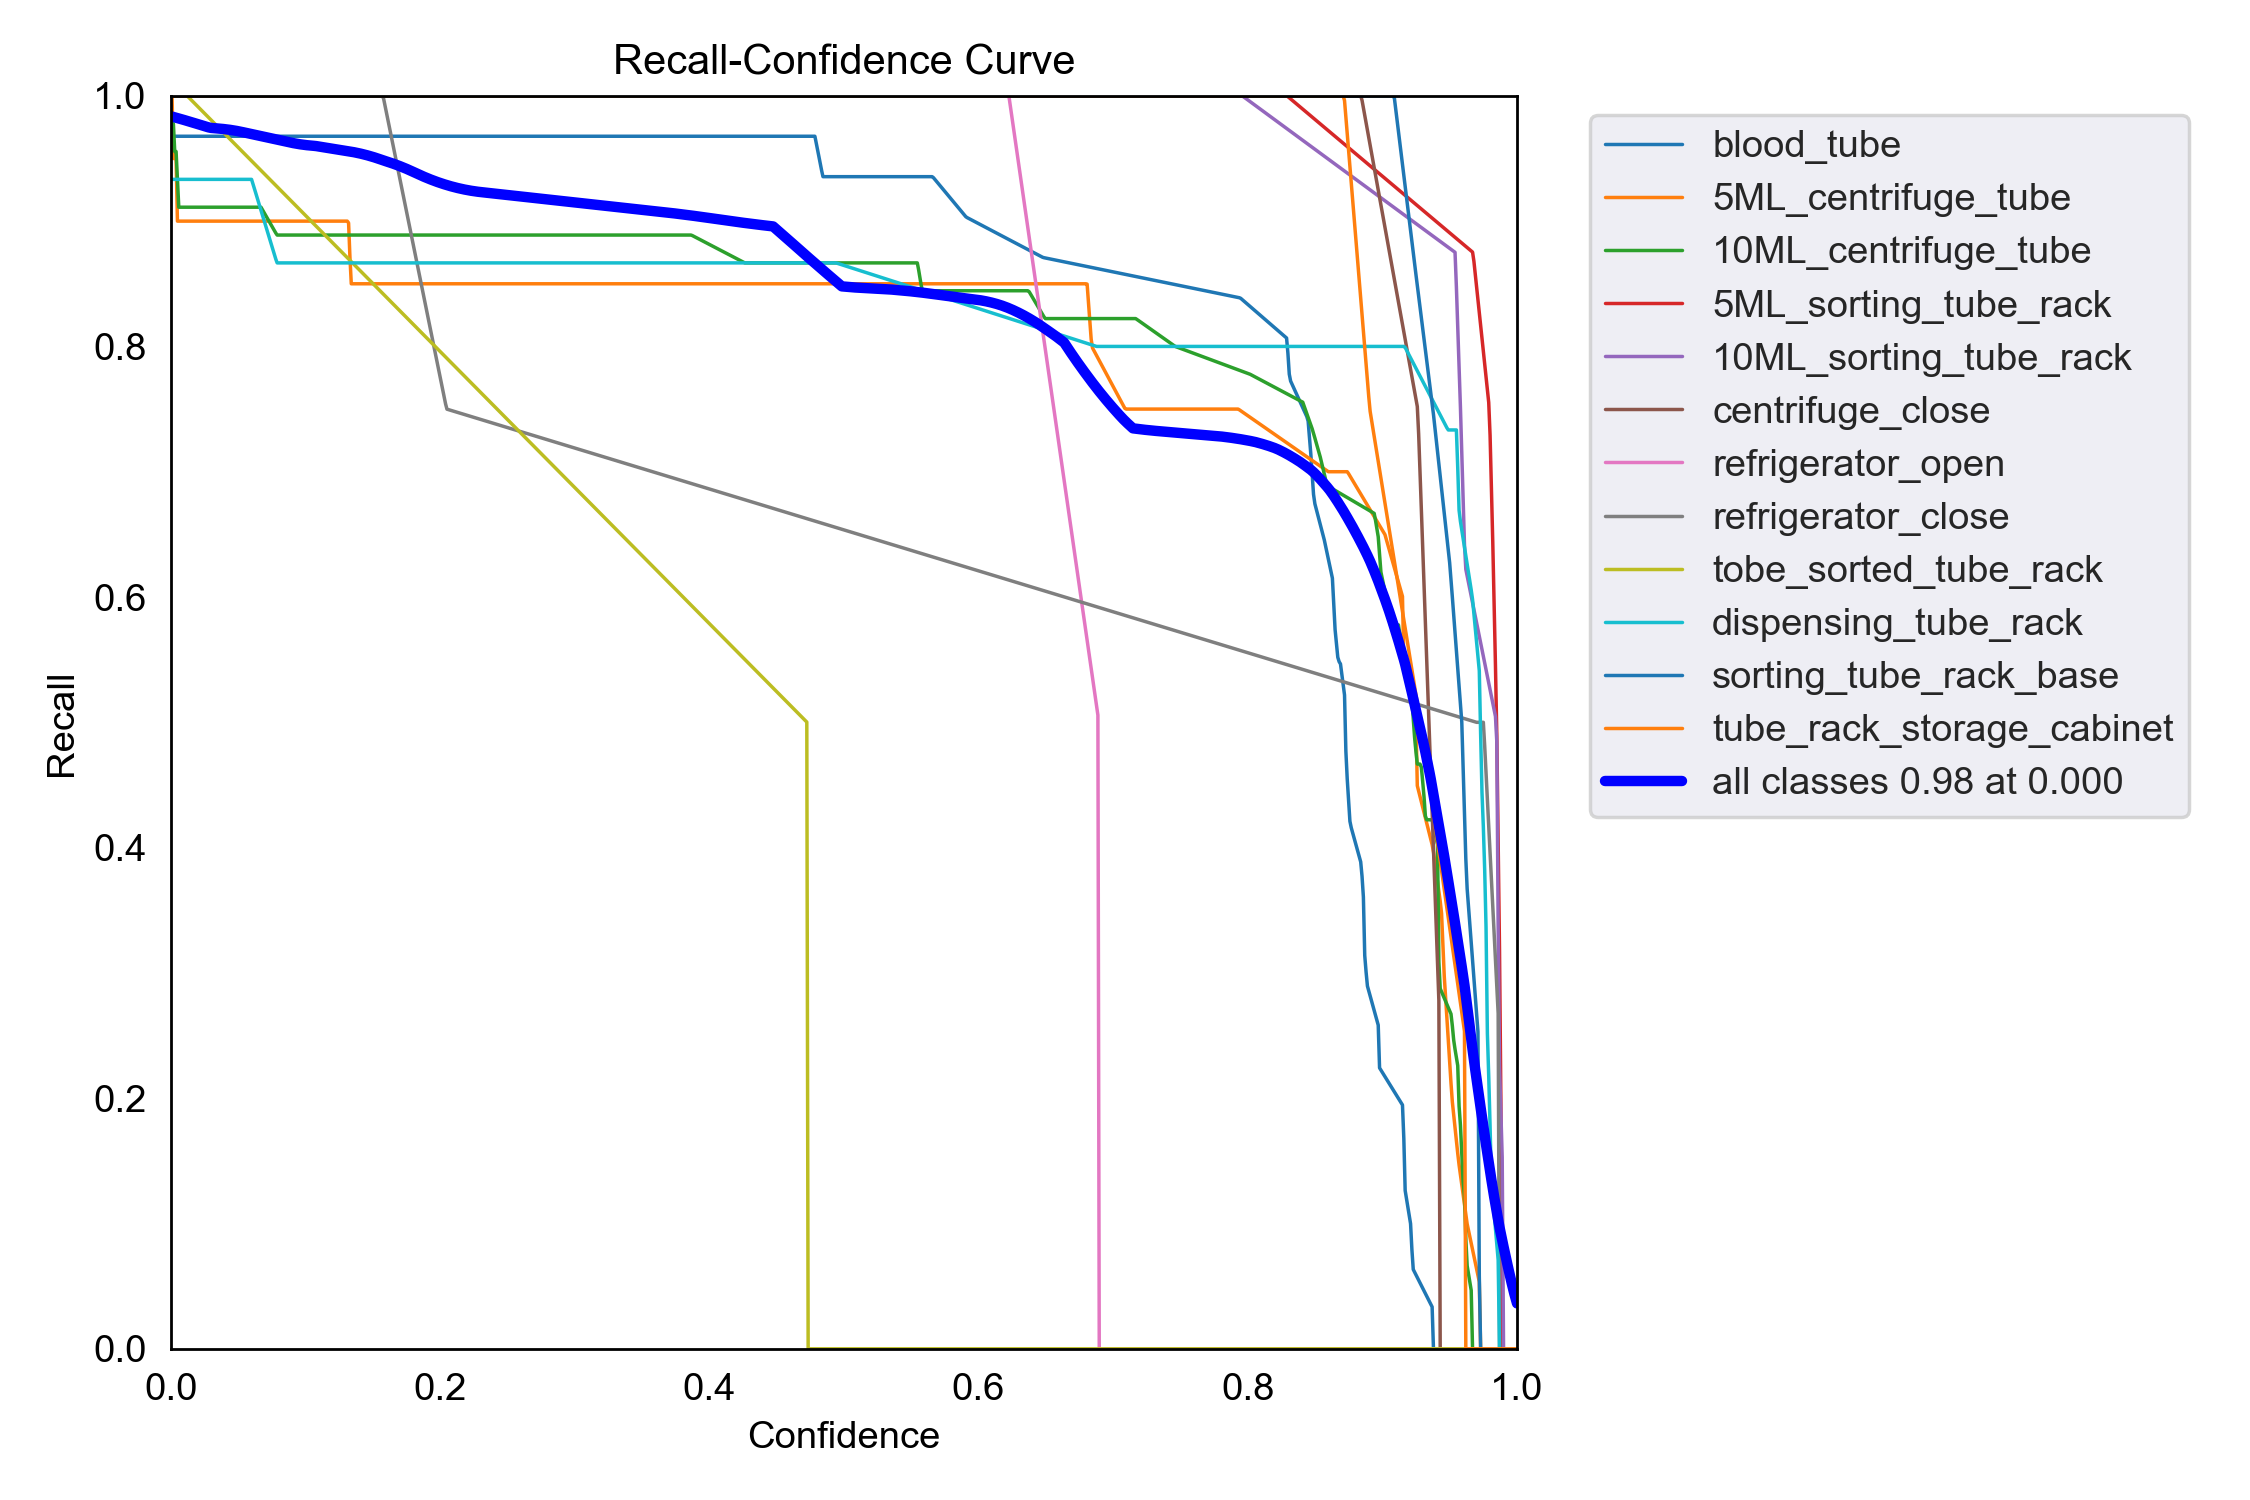 Recall-Confidence Curve
1.0
0.8
0.6
0.4
0.2
0.0
Recall
0.0 0.2 0.4 0.6 0.8 1.0
Confidence
blood_tube
5ML_centrifuge_tube
10ML_centrifuge_tube
5ML_sorting_tube_rack
10ML_sorting_tube_rack
centrifuge_close
refrigerator_open
refrigerator_close
tobe_sorted_tube_rack
dispensing_tube_rack
sorting_tube_rack_base
tube_rack_storage_cabinet
all classes 0.98 at 0.000